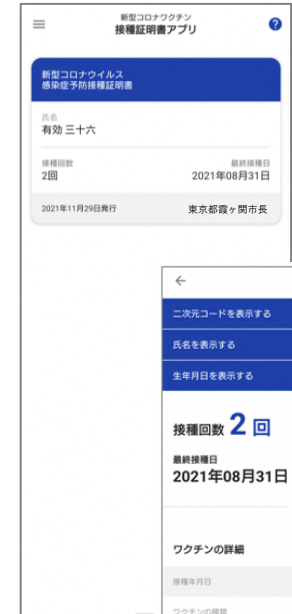 新型コロナワクチン
接種証明書アプリ
?
新型コロナウイルス
感染症予防接種証明書
氏名
有効 三十六
接種回数
最終接種日
2回
2021年08月31日
2021年11月29日発行
東京都霞ヶ関市長
←
二次元コードを表示する
氏名を表示する
生年月日を表示する
接種回数 2 回
最終接種日
2021年08月31日
ワクチンの詳細
接種年月日
ワクチンの種類